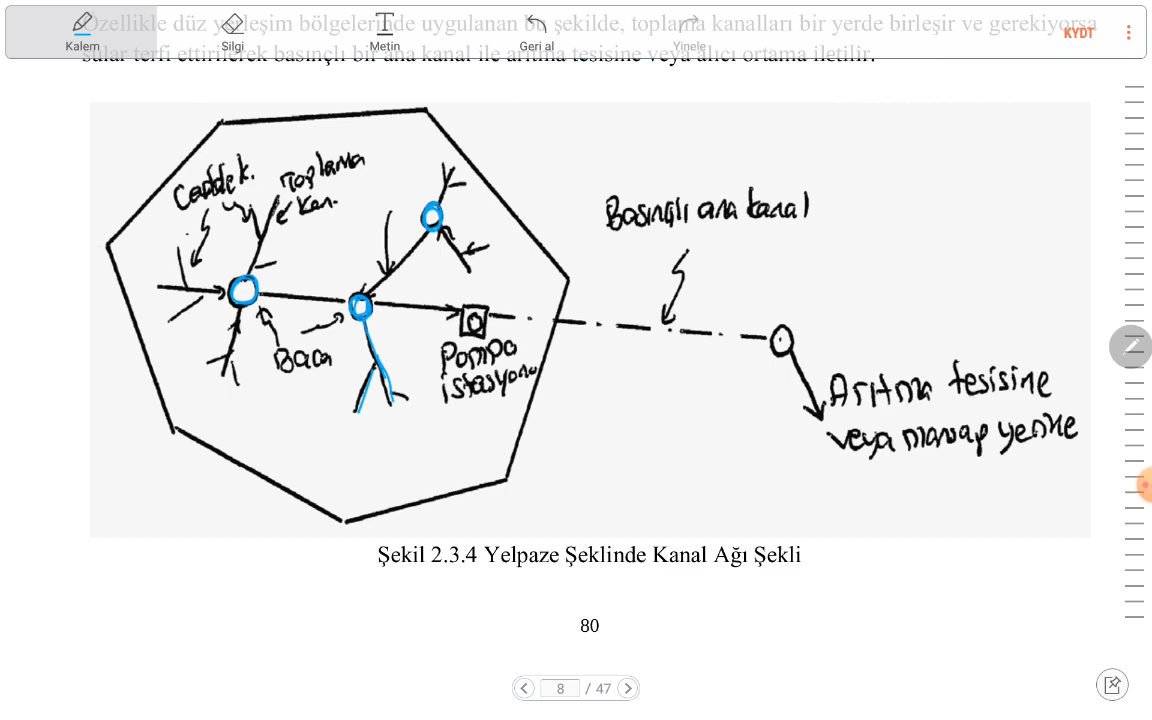 Özellikle düz yerleşim bölgelerinde uygulanan bu şekilde, toplama kanalları bir yerde birleşir ve gerekiyorsa
Kalem
Silgi
Metin
Geri al
Yinele
KYDT
sular terfi ettirilerek basınçlı bir ana kanal ile arıtma tesisine veya alıcı ortama iletilir.
Cadde k.
Toplama
kan.
Basınçlı ana kanal
Baca
Pompa
istasyonu
Arıtma tesisine
veya mansap yerine
Şekil 2.3.4 Yelpaze Şeklinde Kanal Ağı Şekli
80
8 / 47